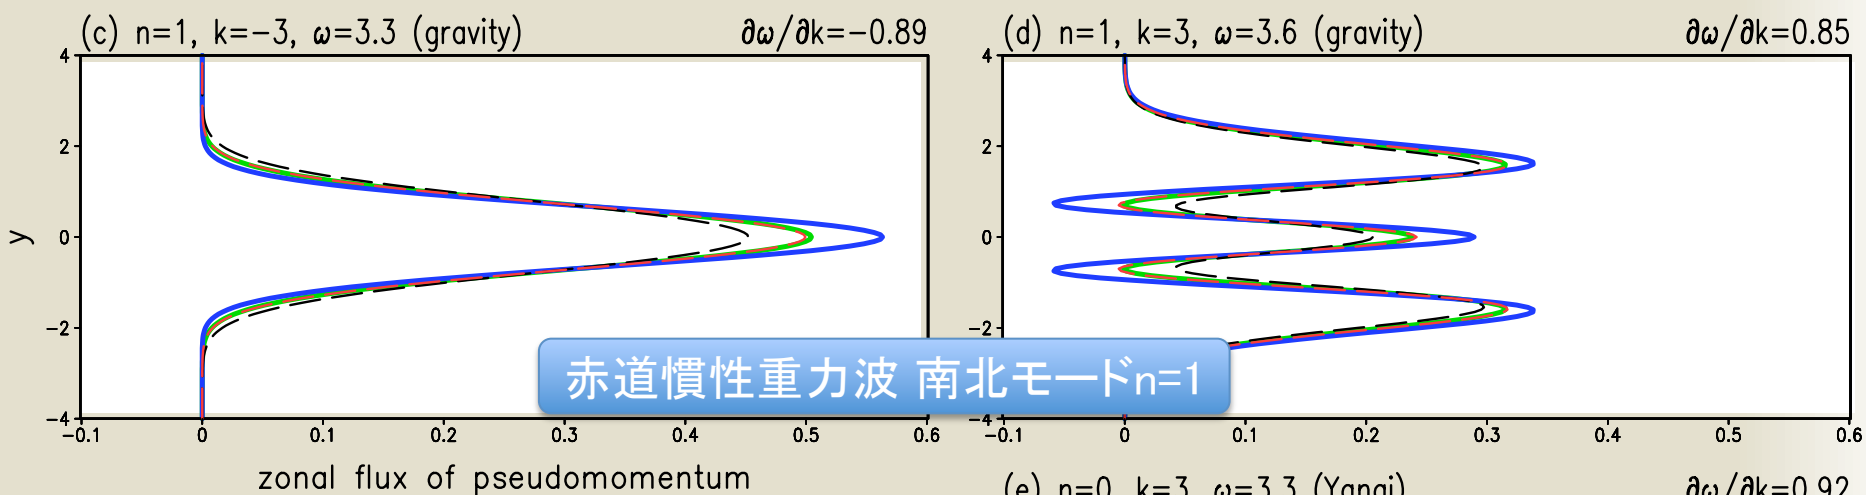 (c) n=1, k=−3, ω=3.3 (gravity) ∂ω/∂k=−0.89
4
2
0
−2
−4
y
−0.1 0 0.1 0.2 0.3 0.4 0.5 0.6
zonal flux of pseudomomentum
(d) n=1, k=3, ω=3.6 (gravity) ∂ω/∂k=0.85
4
2
0
−2
−4
−0.1 0 0.1 0.2 0.3 0.4 0.5 0.6
赤道慣性重力波 南北モードn=1
(e) n=0, k=3, ω=3.3 (Yanai) ∂ω/∂k=0.92